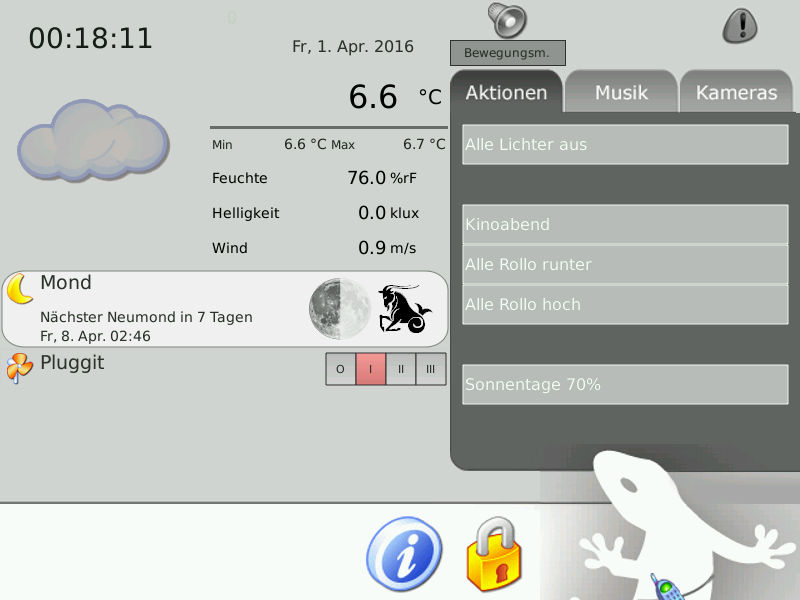 00:18:11
Fr, 1. Apr. 2016
Bewegungsm.
6.6 °C
Aktionen Musik Kameras
Min 6.6 °C Max 6.7 °C
Alle Lichter aus
Feuchte 76.0 %rF
Helligkeit 0.0 klux
Kinoabend
Wind 0.9 m/s
Alle Rollo runter
Mond
Alle Rollo hoch
Nächster Neumond in 7 Tagen
Fr, 8. Apr. 02:46
Pluggit
O I II III
Sonnentage 70%